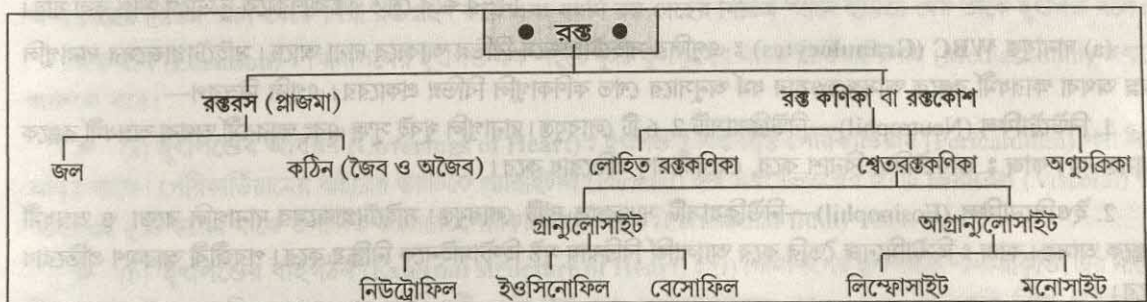 ● রক্ত ●
রক্তরস (প্লাজমা) রক্ত কণিকা বা রক্তকোশ
জল কঠিন (জৈব ও অজৈব) লোহিত রক্তকণিকা শ্বেতরক্তকণিকা অণুচক্রিকা
গ্রান্যুলোসাইট আগ্রান্যুলোসাইট
নিউট্রোফিল ইওসিনোফিল বেসোফিল লিম্ফোসাইট মনোসাইট